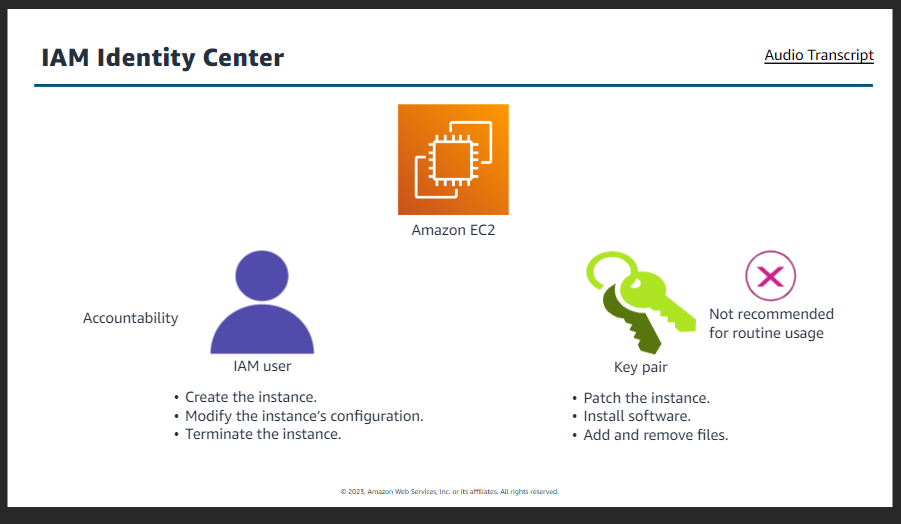 IAM Identity Center
Audio Transcript
Amazon EC2
Accountability
IAM user
• Create the instance.
• Modify the instance's configuration.
• Terminate the instance.
Not recommended
for routine usage
Key pair
• Patch the instance.
• Install software.
• Add and remove files.
© 2023, Amazon Web Services, Inc. or its affiliates. All rights reserved.